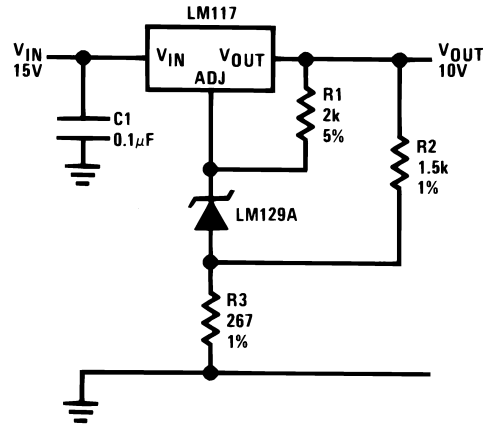 LM117
VIN
15V
VIN
VOUT
ADJ
VOUT
10V
C1
0.1μF
R1
2k
5%
R2
1.5k
1%
LM129A
R3
267
1%